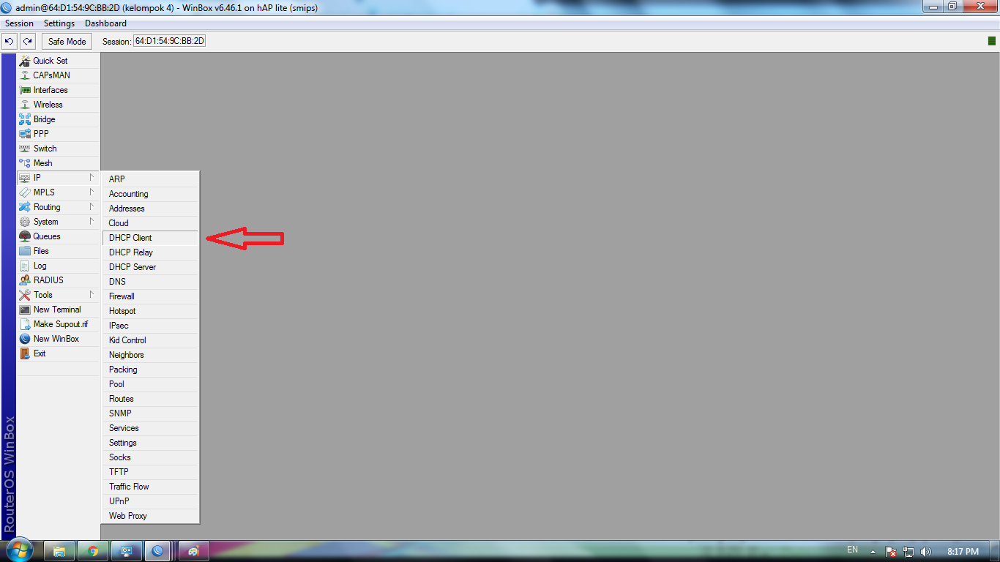 admin@64:D1:54:9C:BB:2D (kelompok 4) - WinBox v6.46.1 on hAP lite (smips)
Session Settings Dashboard
Safe Mode Session: 64:D1:54:9C:BB:2D
Quick Set
CAPsMAN
Interfaces
Wireless
Bridge
PPP
Switch
Mesh
IP
MPLS
Routing
System
Queues
Files
Log
RADIUS
Tools
New Terminal
Make Supout.rif
New WinBox
Exit
ARP
Accounting
Addresses
Cloud
DHCP Client
DHCP Relay
DHCP Server
DNS
Firewall
Hotspot
IPsec
Kid Control
Neighbors
Packing
Pool
Routes
SNMP
Services
Settings
Socks
TFTP
Traffic Flow
UPnP
Web Proxy
RouterOS WinBox
EN 8:17 PM